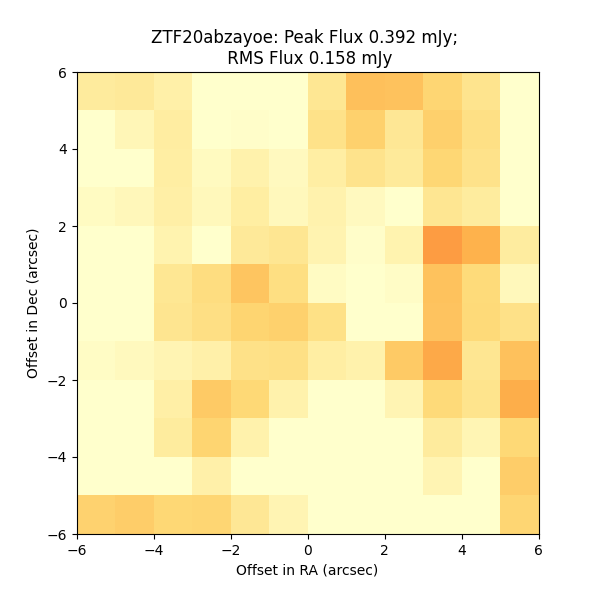 ZTF20abzayoe: Peak Flux 0.392 mJy;
RMS Flux 0.158 mJy
6
4
2
0
−2
−4
−6
Offset in Dec (arcsec)
−6 −4 −2 0 2 4 6
Offset in RA (arcsec)